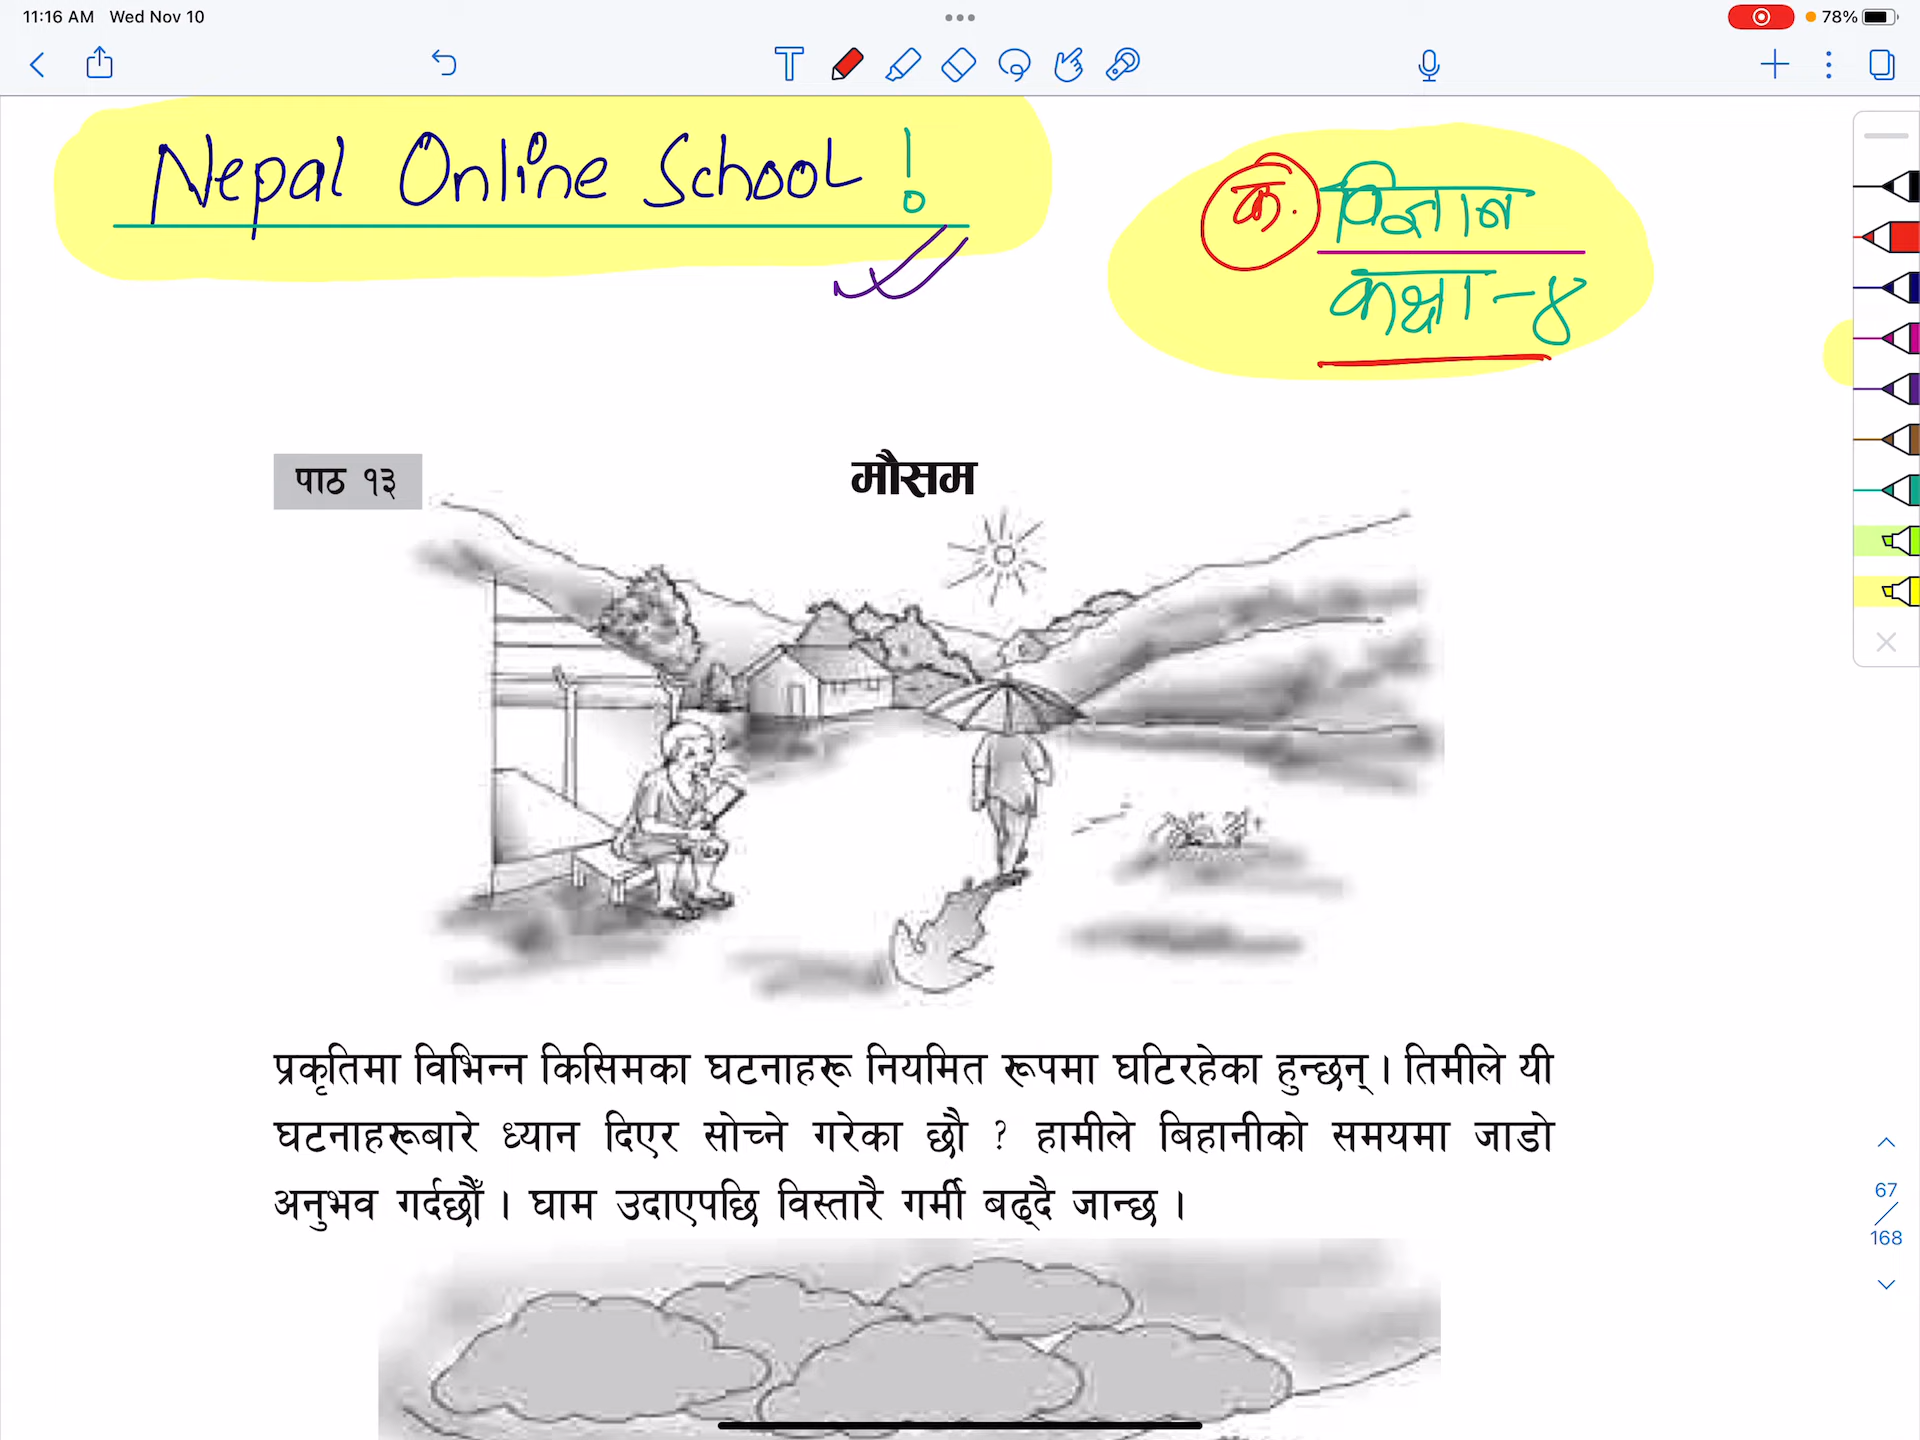 11:16 AM Wed Nov 10
78%
Nepal Online School !
क. विज्ञान
कक्षा - ४
पाठ १३
मौसम
प्रकृतिमा विभिन्न किसिमका घटनाहरू नियमित रूपमा घटिरहेका हुन्छन् । तिमीले यी
घटनाहरूबारे ध्यान दिएर सोच्ने गरेका छौ ? हामीले बिहानीको समयमा जाडो
अनुभव गर्दछौँ । घाम उदाएपछि विस्तारै गर्मी बढ्दै जान्छ ।
67
/
168